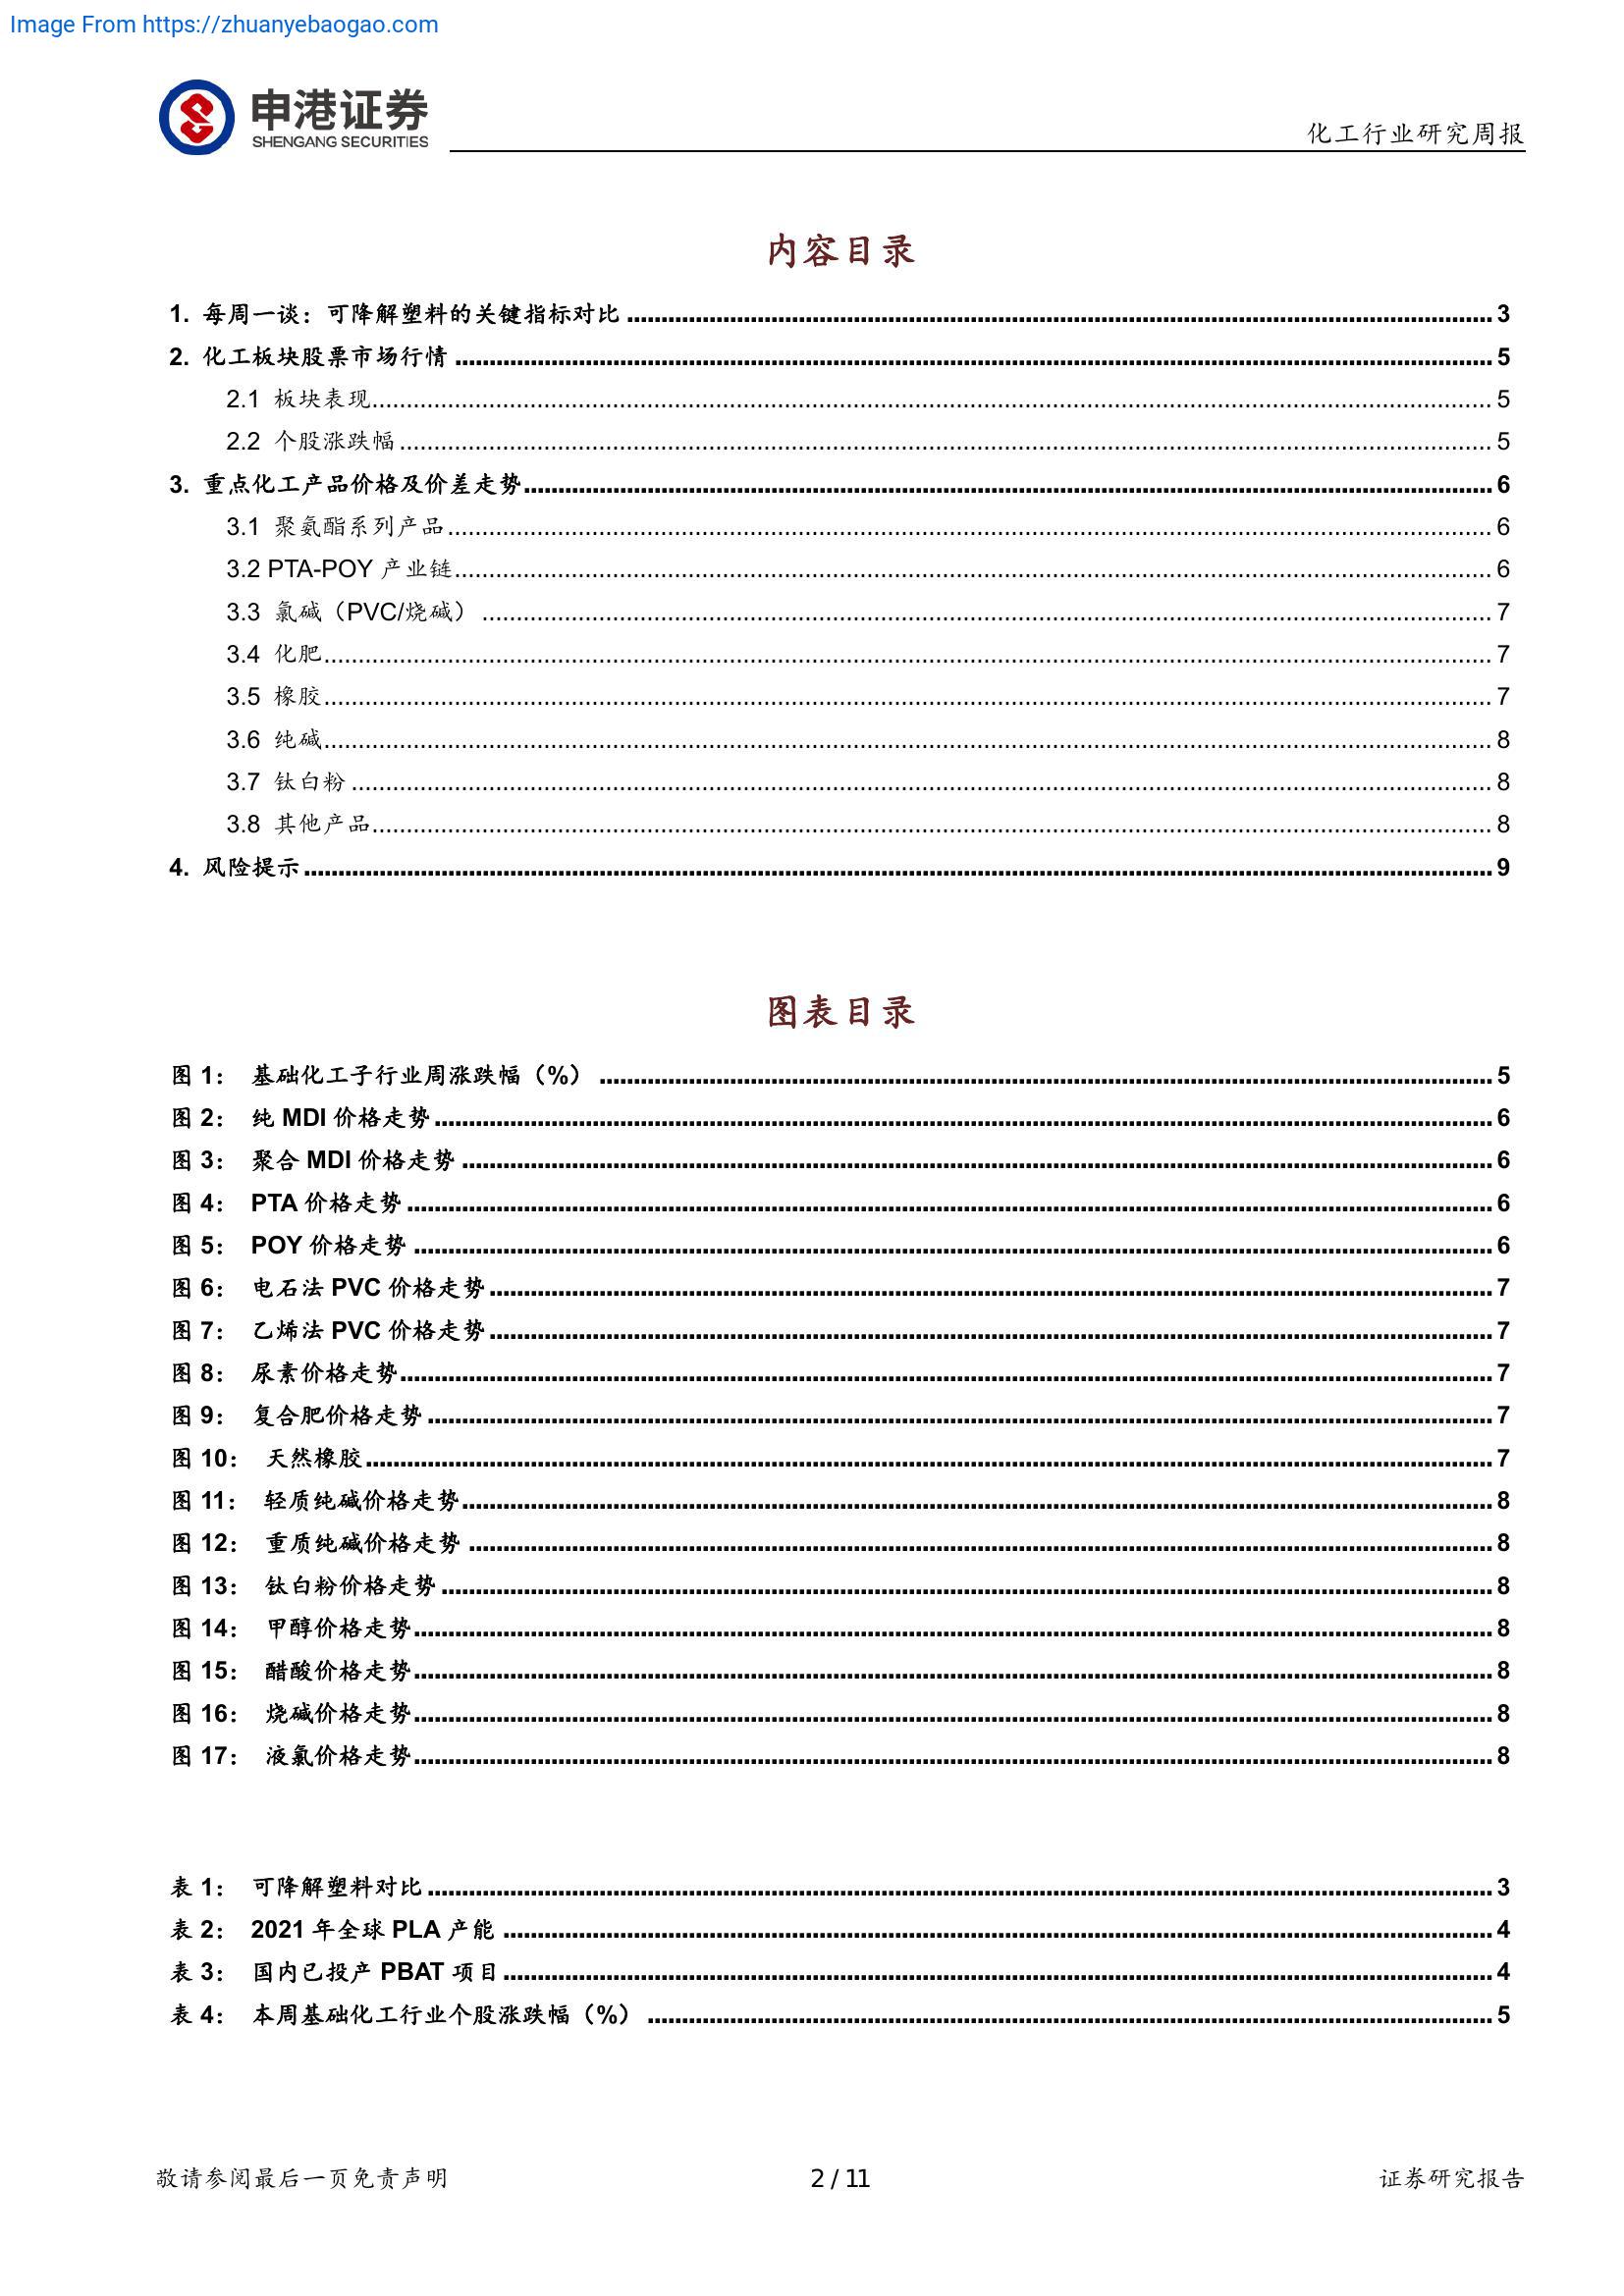 Image From https://zhuanyebaogao.com
申港证券
SHENGANG SECURITIES
化工行业研究周报
内容目录
1. 每周一谈：可降解塑料的关键指标对比 3
2. 化工板块股票市场行情 5
2.1 板块表现 5
2.2 个股涨跌幅 5
3. 重点化工产品价格及价差走势 6
3.1 聚氨酯系列产品 6
3.2 PTA-POY 产业链 6
3.3 氯碱（PVC/烧碱） 7
3.4 化肥 7
3.5 橡胶 7
3.6 纯碱 8
3.7 钛白粉 8
3.8 其他产品 8
4. 风险提示 9
图表目录
图 1： 基础化工子行业周涨跌幅（%） 5
图 2： 纯 MDI 价格走势 6
图 3： 聚合 MDI 价格走势 6
图 4： PTA 价格走势 6
图 5： POY 价格走势 6
图 6： 电石法 PVC 价格走势 7
图 7： 乙烯法 PVC 价格走势 7
图 8： 尿素价格走势 7
图 9： 复合肥价格走势 7
图 10： 天然橡胶 7
图 11： 轻质纯碱价格走势 8
图 12： 重质纯碱价格走势 8
图 13： 钛白粉价格走势 8
图 14： 甲醇价格走势 8
图 15： 醋酸价格走势 8
图 16： 烧碱价格走势 8
图 17： 液氯价格走势 8
表 1： 可降解塑料对比 3
表 2： 2021 年全球 PLA 产能 4
表 3： 国内已投产 PBAT 项目 4
表 4： 本周基础化工行业个股涨跌幅（%） 5
敬请参阅最后一页免责声明
2 / 11
证券研究报告